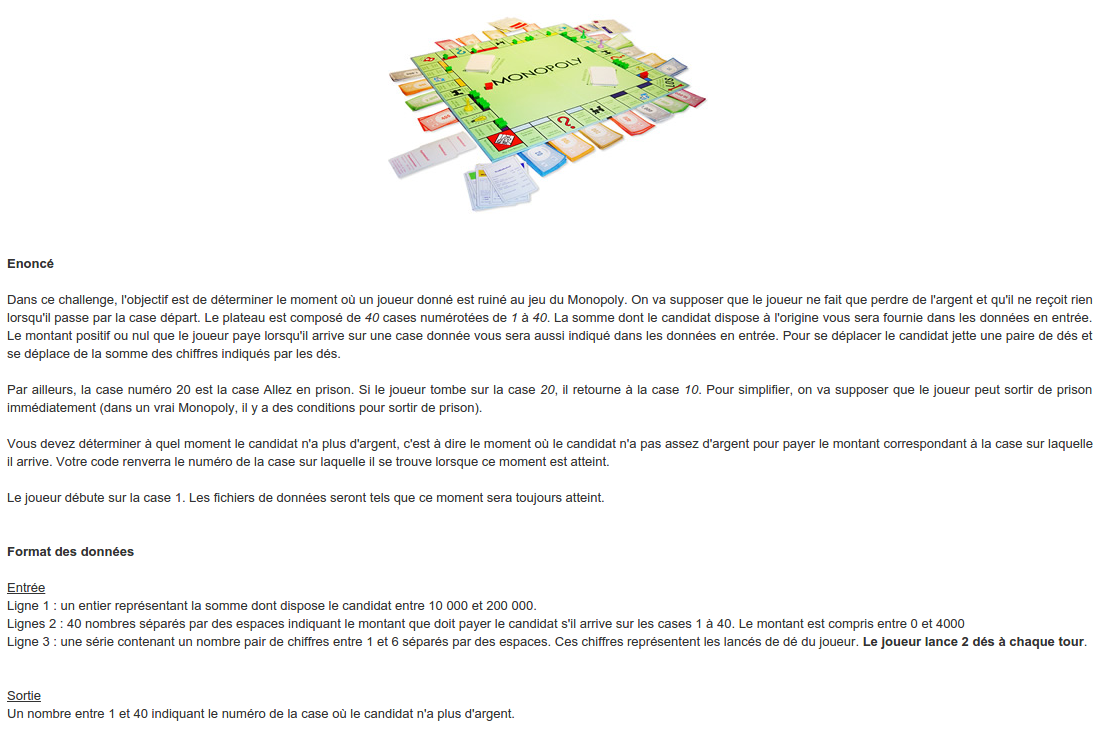 MONOPOLY
Enoncé
Dans ce challenge, l'objectif est de déterminer le moment où un joueur donné est ruiné au jeu du Monopoly. On va supposer que le joueur ne fait que perdre de l'argent et qu'il ne reçoit rien
lorsqu'il passe par la case départ. Le plateau est composé de 40 cases numérotées de 1 à 40. La somme dont le candidat dispose à l'origine vous sera fournie dans les données en entrée.
Le montant positif ou nul que le joueur paye lorsqu'il arrive sur une case donnée vous sera aussi indiqué dans les données en entrée. Pour se déplacer le candidat jette une paire de dés et
se déplace de la somme des chiffres indiqués par les dés.
Par ailleurs, la case numéro 20 est la case Allez en prison. Si le joueur tombe sur la case 20, il retourne à la case 10. Pour simplifier, on va supposer que le joueur peut sortir de prison
immédiatement (dans un vrai Monopoly, il y a des conditions pour sortir de prison).
Vous devez déterminer à quel moment le candidat n'a plus d'argent, c'est à dire le moment où le candidat n'a pas assez d'argent pour payer le montant correspondant à la case sur laquelle
il arrive. Votre code renverra le numéro de la case sur laquelle il se trouve lorsque ce moment est atteint.
Le joueur débute sur la case 1. Les fichiers de données seront tels que ce moment sera toujours atteint.
Format des données
Entrée
Ligne 1 : un entier représentant la somme dont dispose le candidat entre 10 000 et 200 000.
Lignes 2 : 40 nombres séparés par des espaces indiquant le montant que doit payer le candidat s'il arrive sur les cases 1 à 40. Le montant est compris entre 0 et 4000
Ligne 3 : une série contenant un nombre pair de chiffres entre 1 et 6 séparés par des espaces. Ces chiffres représentent les lancés de dé du joueur. Le joueur lance 2 dés à chaque tour.
Sortie
Un nombre entre 1 et 40 indiquant le numéro de la case où le candidat n'a plus d'argent.